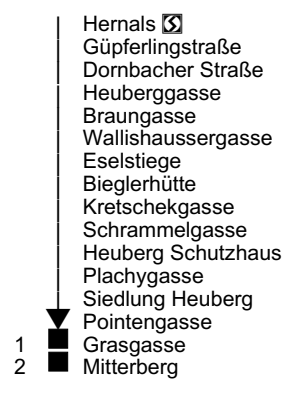 Hernals S
Güpferlingstraße
Dornbacher Straße
Heuberggasse
Braungasse
Wallishaussergasse
Eselstiege
Bieglerhütte
Kretschekgasse
Schrammelgasse
Heuberg Schutzhaus
Plachygasse
Siedlung Heuberg
Pointengasse
1 Grasgasse
2 Mitterberg